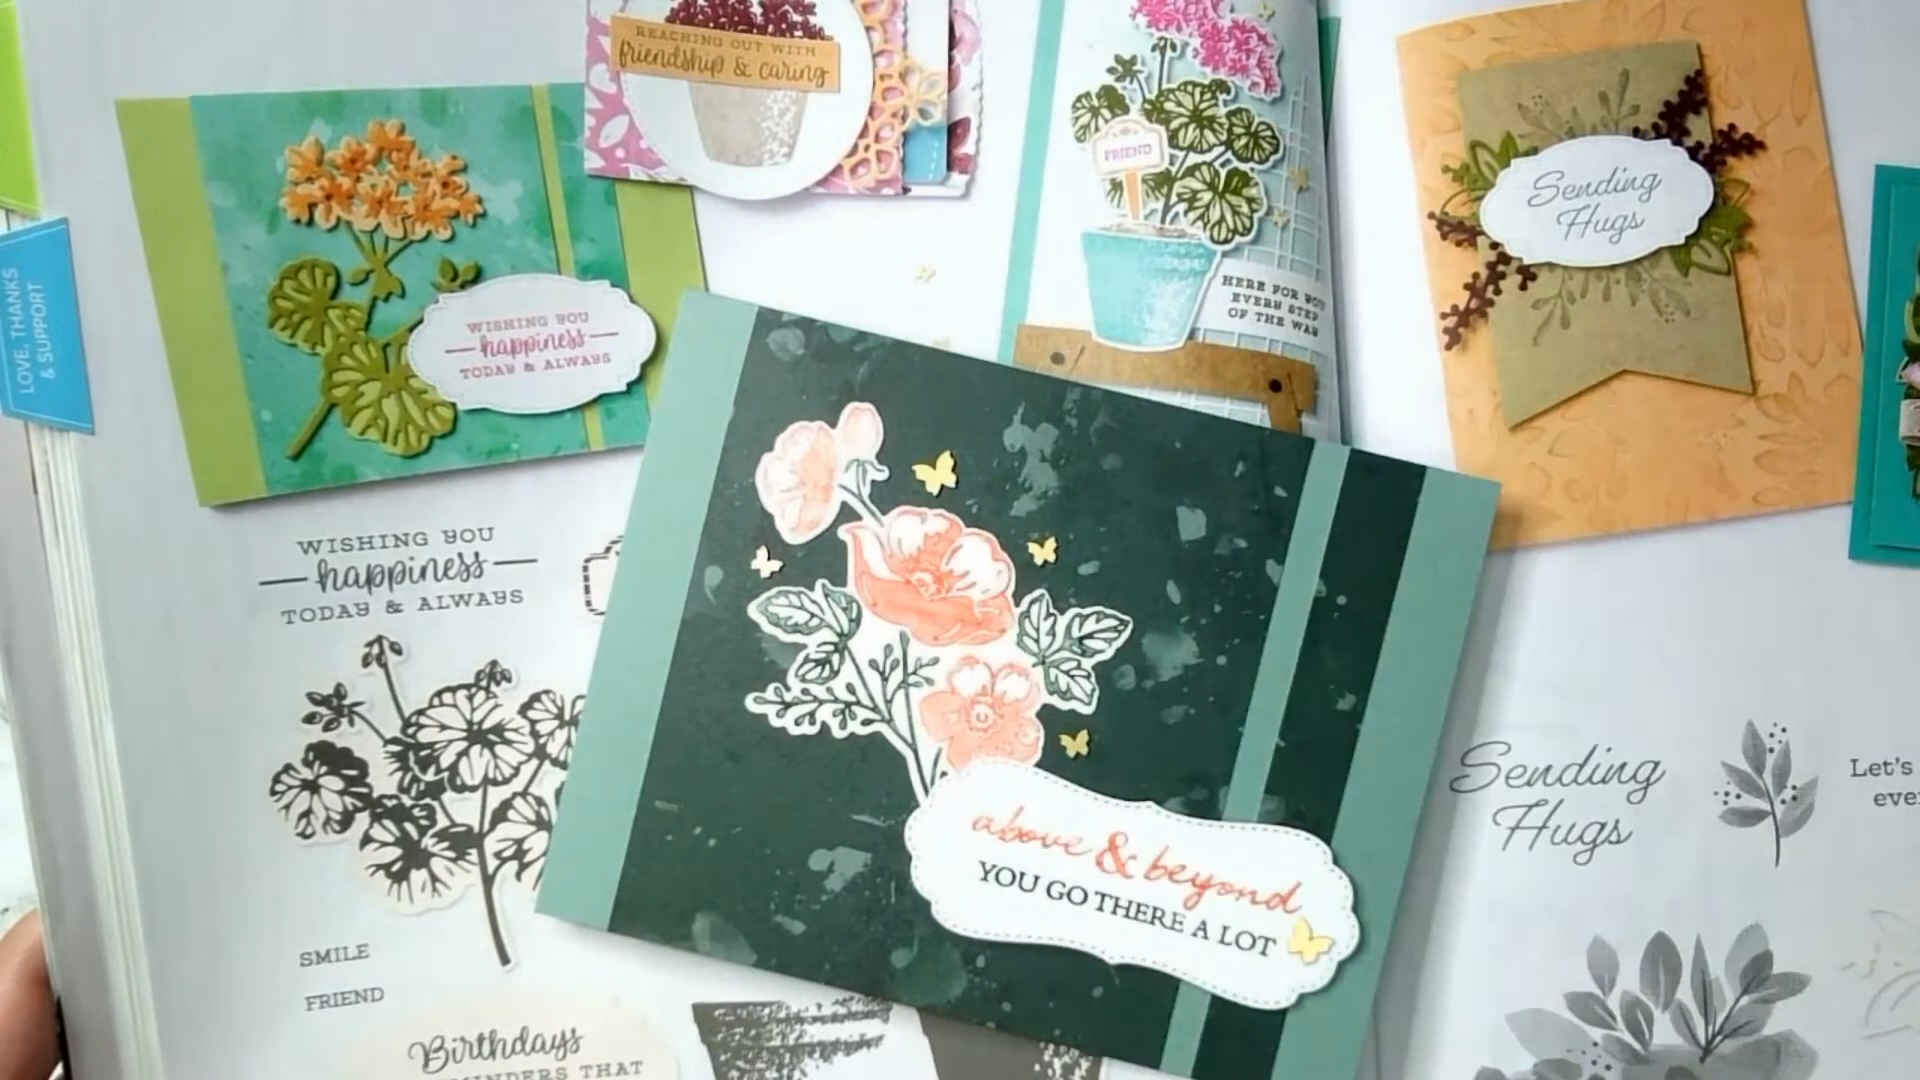 LOVE, THANKS
& SUPPORT
REACHING OUT WITH
friendship & caring
WISHING YOU
happiness
TODAY & ALWAYS
FRIEND
HERE FOR YOU
EVERY STEP
OF THE WAY
Sending
Hugs
WISHING YOU
happiness
TODAY & ALWAYS
SMILE
FRIEND
Birthdays
THAT
above & beyond
YOU GO THERE A LOT
Sending
Hugs
Let's